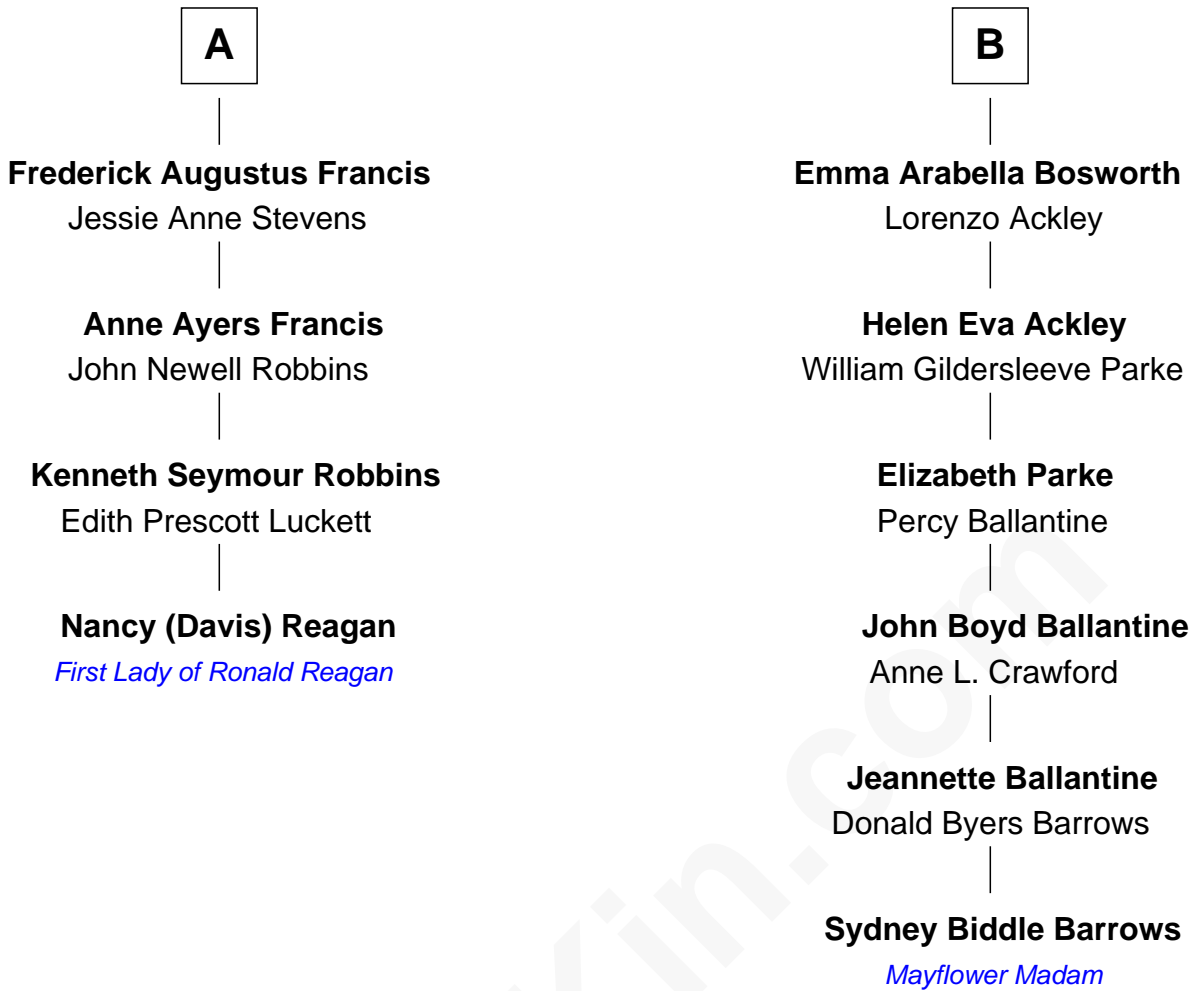 A
Frederick Augustus Francis
Jessie Anne Stevens
Anne Ayers Francis
John Newell Robbins
Kenneth Seymour Robbins
Edith Prescott Luckett
Nancy (Davis) Reagan
First Lady of Ronald Reagan
B
Emma Arabella Bosworth
Lorenzo Ackley
Helen Eva Ackley
William Gildersleeve Parke
Elizabeth Parke
Percy Ballantine
John Boyd Ballantine
Anne L. Crawford
Jeannette Ballantine
Donald Byers Barrows
Sydney Biddle Barrows
Mayflower Madam
Kin.com